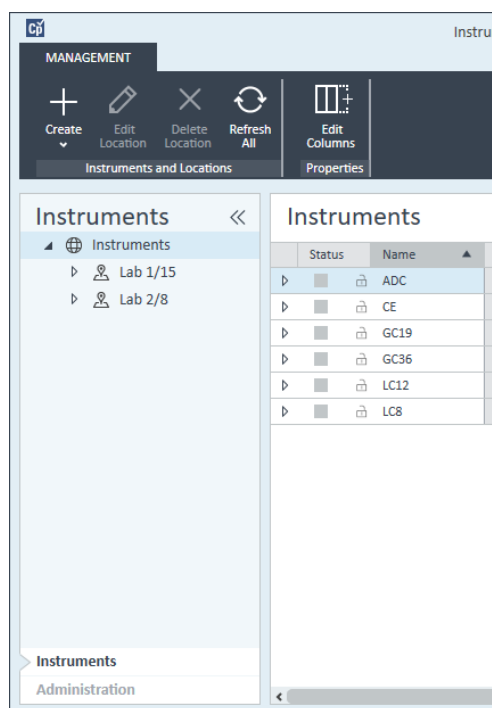 Cp
Instru
MANAGEMENT
Create
Edit Location
Delete Location
Refresh All
Edit Columns
Instruments and Locations
Properties
Instruments
Instruments
Lab 1/15
Lab 2/8
Instruments
Administration
Instruments
Status Name
ADC
CE
GC19
GC36
LC12
LC8